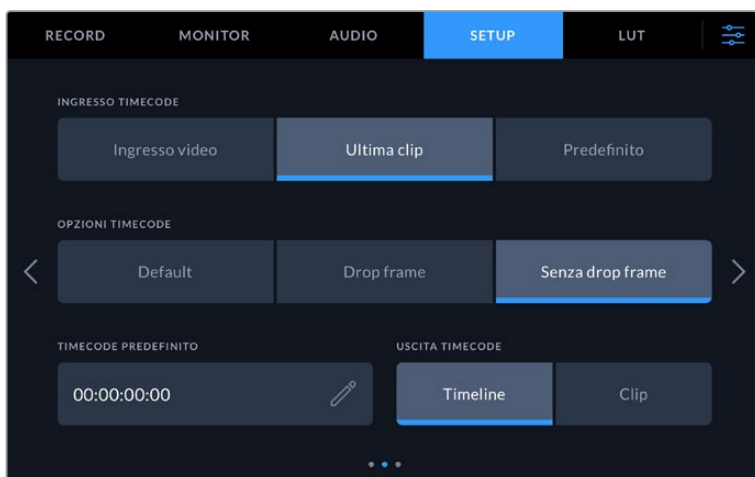 RECORD MONITOR AUDIO SETUP LUT
INGRESSO TIMECODE
Ingresso video Ultima clip Predefinito
OPZIONI TIMECODE
Default Drop frame Senza drop frame
TIMECODE PREDEFINITO USCITA TIMECODE
00:00:00:00 Timeline Clip